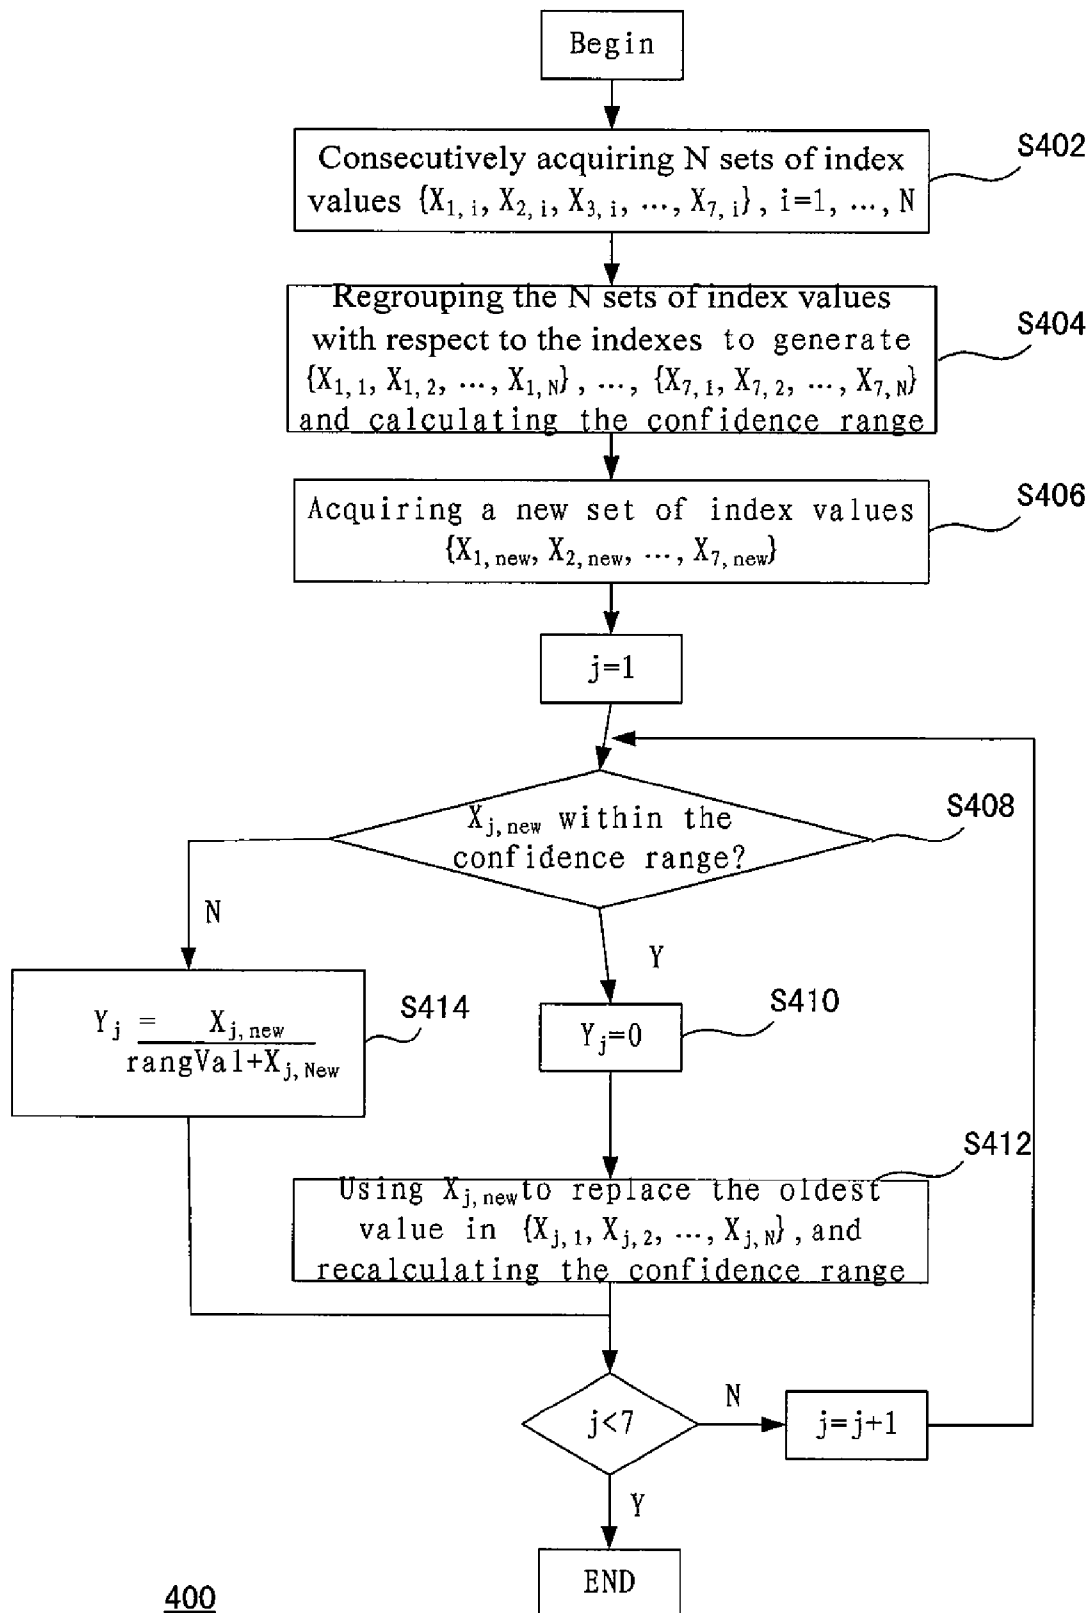 Begin
Consecutively acquiring N sets of index
values {X1, i, X2, i, X3, i, ..., X7, i}, i=1, ..., N
S402
Regrouping the N sets of index values
with respect to the indexes to generate
{X1, 1, X1, 2, ..., X1, N}, ..., {X7, 1, X7, 2, ..., X7, N}
and calculating the confidence range
S404
Acquiring a new set of index values
{X1, new, X2, new, ..., X7, new}
S406
j=1
Xj, new within the
confidence range?
S408
N
Y
Yj = Xj, new
rangVal+Xj, New
S414
Yj=0
S410
Using Xj, new to replace the oldest
value in {Xj, 1, Xj, 2, ..., Xj, N}, and
recalculating the confidence range
S412
j<7
N
j=j+1
Y
END
400